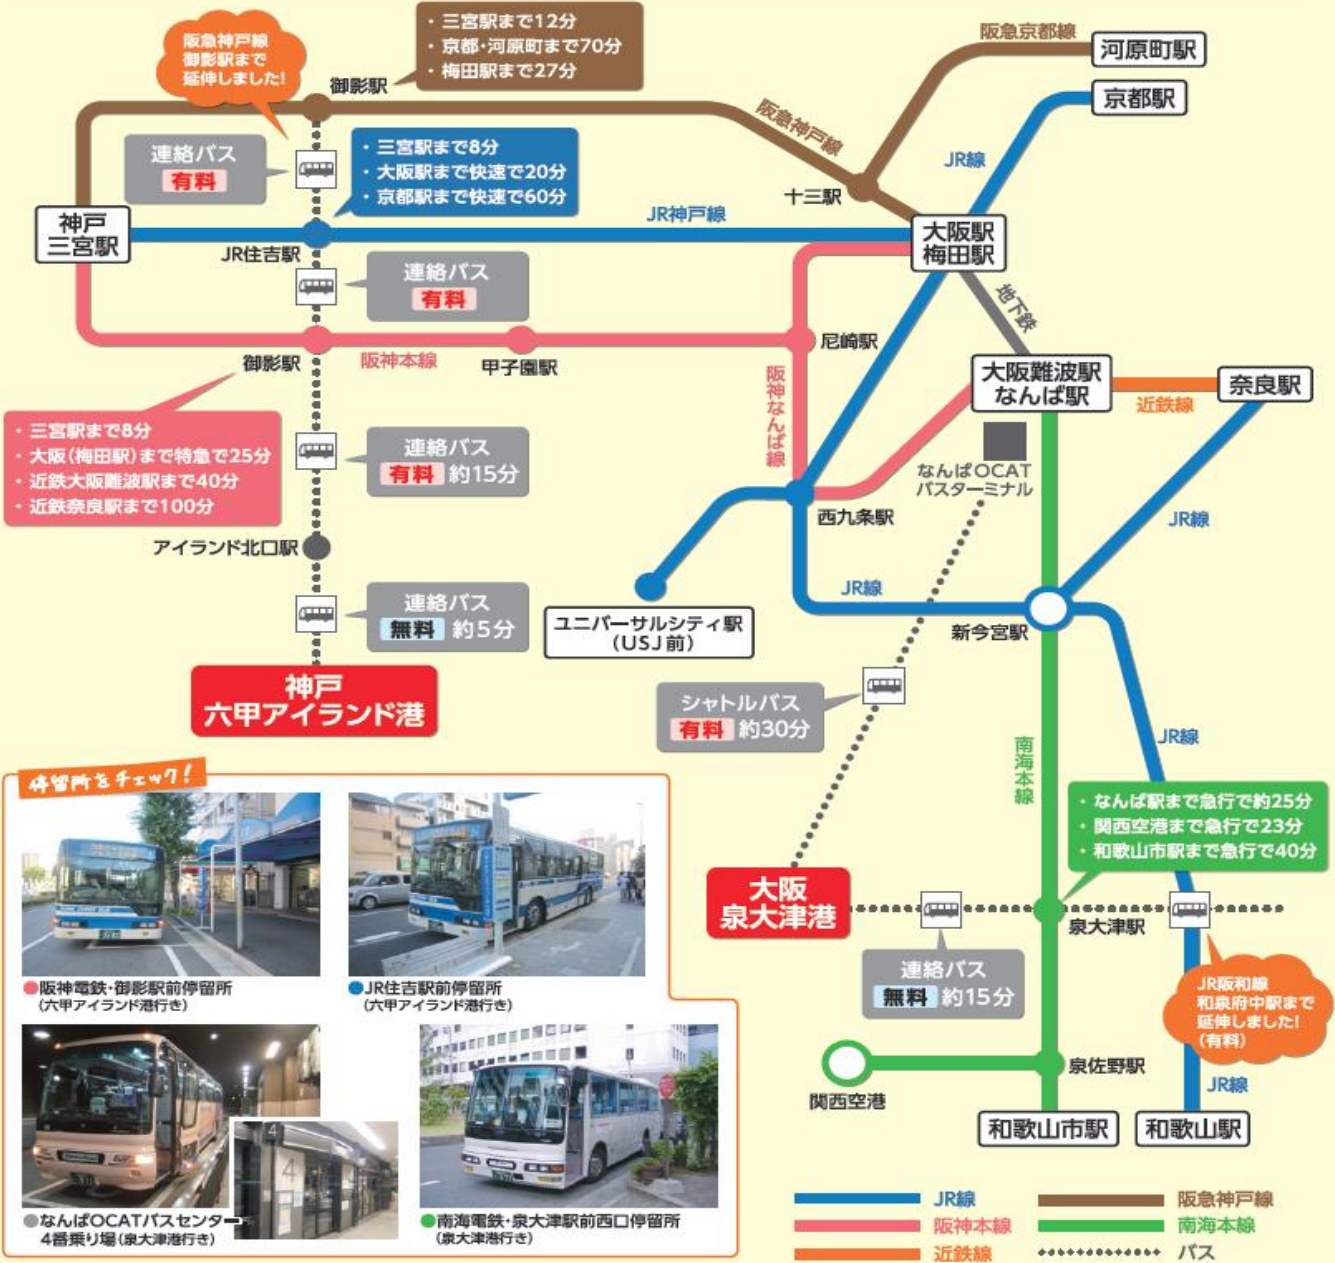 阪急神戸線
御影駅まで
延伸しました!
・三宮駅まで12分
・京都・河原町まで70分
・梅田駅まで27分
御影駅
阪急京都線
河原町駅
京都駅
阪急神戸線
JR線
十三駅
連絡バス
有料
・三宮駅まで8分
・大阪駅まで快速で20分
・京都駅まで快速で60分
神戸
三宮駅
JR神戸線
JR住吉駅
大阪駅
梅田駅
連絡バス
有料
地下鉄
御影駅
阪神本線
甲子園駅
尼崎駅
阪神なんば線
大阪難波駅
なんば駅
近鉄線
奈良駅
・三宮駅まで8分
・大阪(梅田駅)まで特急で25分
・近鉄大阪難波駅まで40分
・近鉄奈良駅まで100分
連絡バス
有料 約15分
なんばOCAT
バスターミナル
西九条駅
JR線
アイランド北口駅
連絡バス
無料 約5分
ユニバーサルシティ駅
(USJ前)
JR線
新今宮駅
神戸
六甲アイランド港
シャトルバス
有料 約30分
南海本線
JR線
・なんば駅まで急行で約25分
・関西空港まで急行で23分
・和歌山市駅まで急行で40分
大阪
泉大津港
泉大津駅
連絡バス
無料 約15分
JR阪和線
和泉府中駅まで
延伸しました!
(有料)
泉佐野駅
関西空港
JR線
和歌山市駅
和歌山駅
停留所をチェック!
阪神電鉄・御影駅前停留所
(六甲アイランド港行き)
JR住吉駅前停留所
(六甲アイランド港行き)
4
4
なんばOCATバスセンター
4番乗り場(泉大津港行き)
南海電鉄・泉大津駅前西口停留所
(泉大津港行き)
JR線
阪急神戸線
阪神本線
南海本線
近鉄線
バス